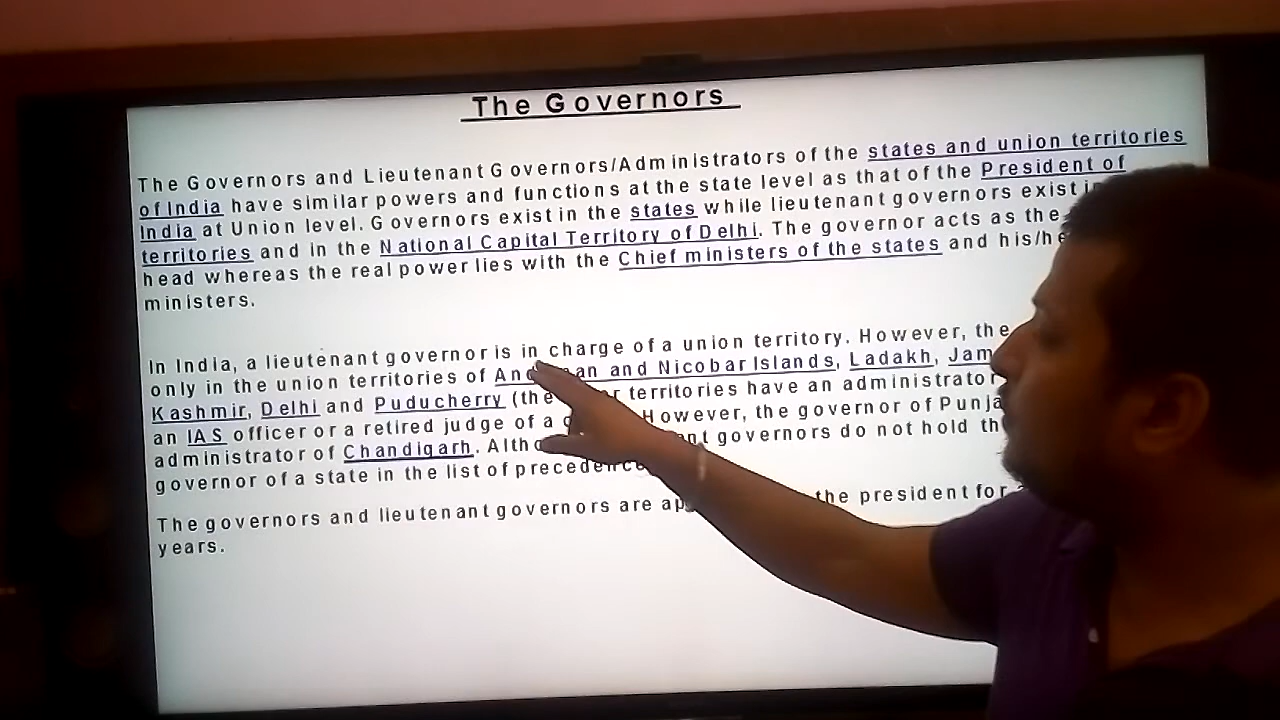 The Governors
The Governors and Lieutenant Governors/Administrators of the states and union territories
of India have similar powers and functions at the state level as that of the President of
India at Union level. Governors exist in the states while lieutenant governors exist in
territories and in the National Capital Territory of Delhi. The governor acts as the
head whereas the real power lies with the Chief ministers of the states and his/he
ministers.
In India, a lieutenant governor is in charge of a union territory. However, the
only in the union territories of Andaman and Nicobar Islands, Ladakh, Jam
Kashmir, Delhi and Puducherry (the territories have an administrator
an IAS officer or a retired judge of a However, the governor of Punja
administrator of Chandigarh. Altho governors do not hold th
governor of a state in the list of precedence
The governors and lieutenant governors are ap the president for
years.